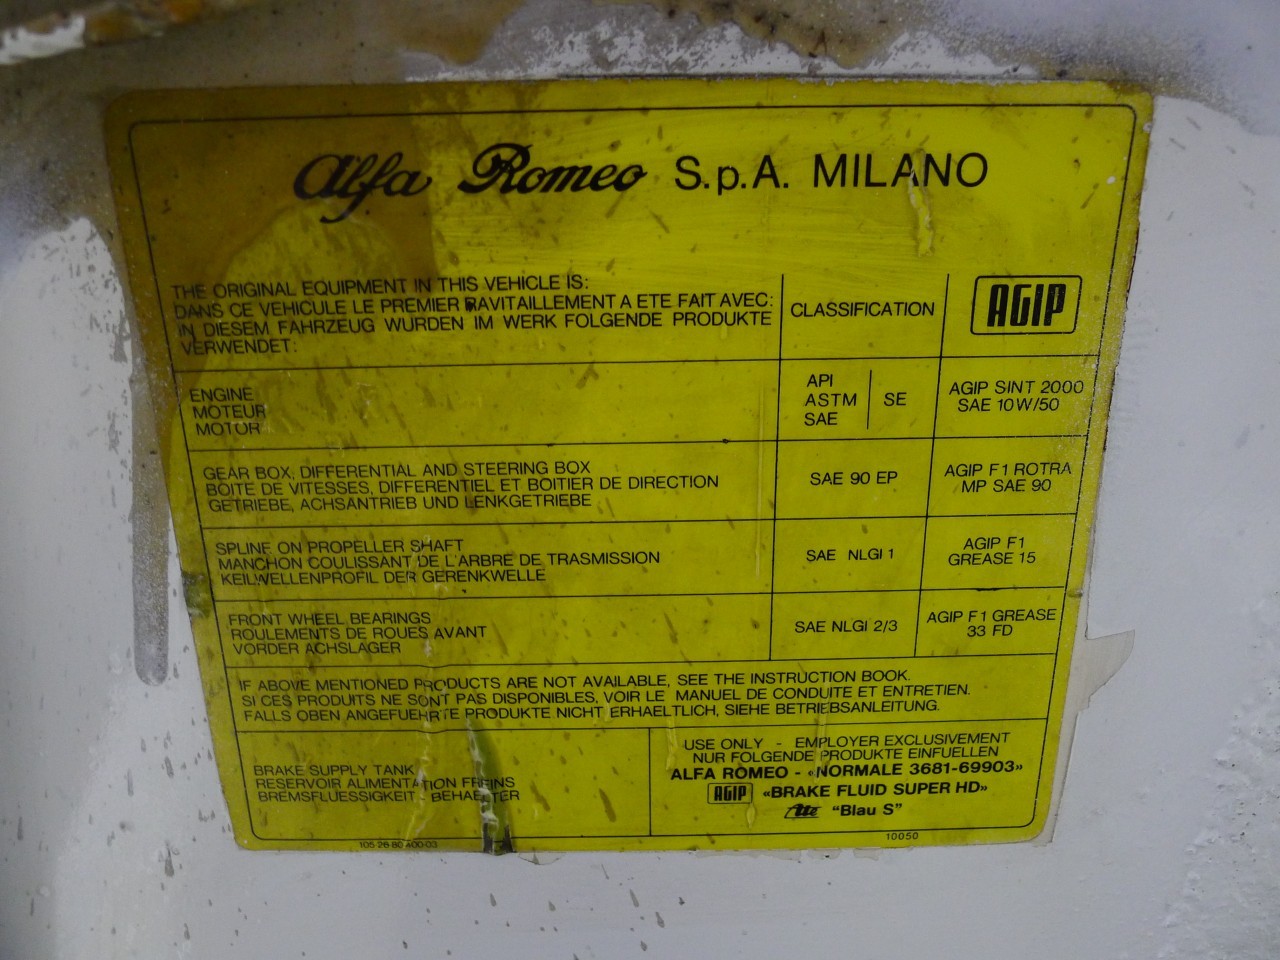 Alfa Romeo S.p.A. MILANO
THE ORIGINAL EQUIPMENT IN THIS VEHICLE IS:
DANS CE VEHICULE LE PREMIER RAVITAILLEMENT A ETE FAIT AVEC:
IN DIESEM FAHRZEUG WURDEN IM WERK FOLGENDE PRODUKTE
VERWENDET:
CLASSIFICATION
AGIP
ENGINE
MOTEUR
MOTOR
API
ASTM
SAE
SE
AGIP SINT 2000
SAE 10W/50
GEAR BOX, DIFFERENTIAL AND STEERING BOX
BOITE DE VITESSES, DIFFERENTIEL ET BOITIER DE DIRECTION
GETRIEBE, ACHSANTRIEB UND LENKGETRIEBE
SAE 90 EP
AGIP F1 ROTRA
MP SAE 90
SPLINE ON PROPELLER SHAFT
MANCHON COULISSANT DE L'ARBRE DE TRASMISSION
KEILWELLENPROFIL DER GERENKWELLE
SAE NLGI 1
AGIP F1
GREASE 15
FRONT WHEEL BEARINGS
ROULEMENTS DE ROUES AVANT
VORDER ACHSLAGER
SAE NLGI 2/3
AGIP F1 GREASE
33 FD
IF ABOVE MENTIONED PRODUCTS ARE NOT AVAILABLE, SEE THE INSTRUCTION BOOK.
SI CES PRODUITS NE SONT PAS DISPONIBLES, VOIR LE MANUEL DE CONDUITE ET ENTRETIEN.
FALLS OBEN ANGEFUEHRTE PRODUKTE NICHT ERHAELTLICH, SIEHE BETRIEBSANLEITUNG.
BRAKE SUPPLY TANK
RESERVOIR ALIMENTATION FREINS
BREMSFLUESSIGKEIT - BEHAELTER
USE ONLY - EMPLOYER EXCLUSIVEMENT
NUR FOLGENDE PRODUKTE EINFUELLEN
ALFA ROMEO - «NORMALE 3681-69903»
AGIP «BRAKE FLUID SUPER HD»
Ate "Blau S"
105 26 80 400-03
10050